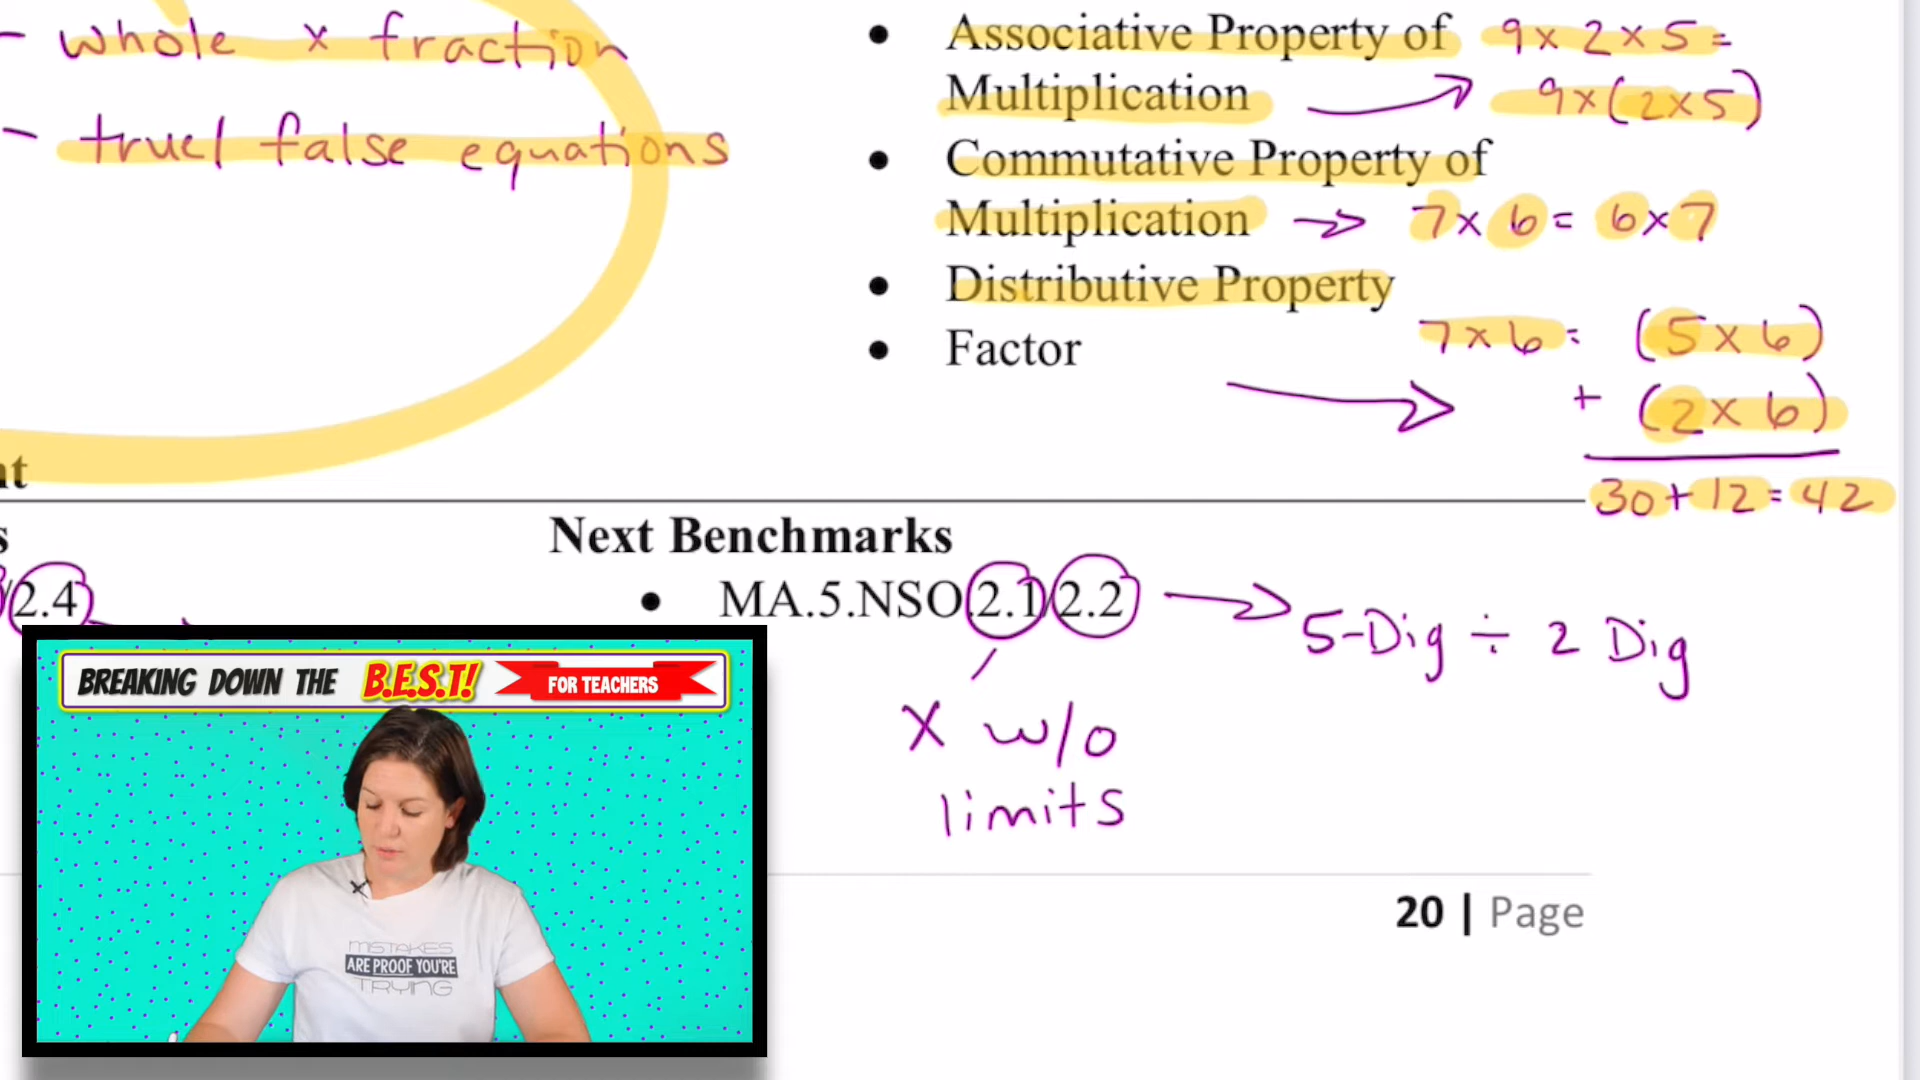 - whole x fraction
- true/ false equations
• Associative Property of
Multiplication
9 x 2 x 5 =
9 x (2 x 5)
• Commutative Property of
Multiplication → 7 x 6 = 6 x 7
• Distributive Property
• Factor
→
7 x 6 = (5 x 6)
+ (2 x 6)
30 + 12 = 42
Next Benchmarks
/2.4
• MA.5.NSO.2.1/2.2 → 5-Dig ÷ 2 Dig
x w/o
limits
20 | Page
BREAKING DOWN THE B.E.S.T! FOR TEACHERS
MISTAKES
ARE PROOF YOU'RE
TRYING